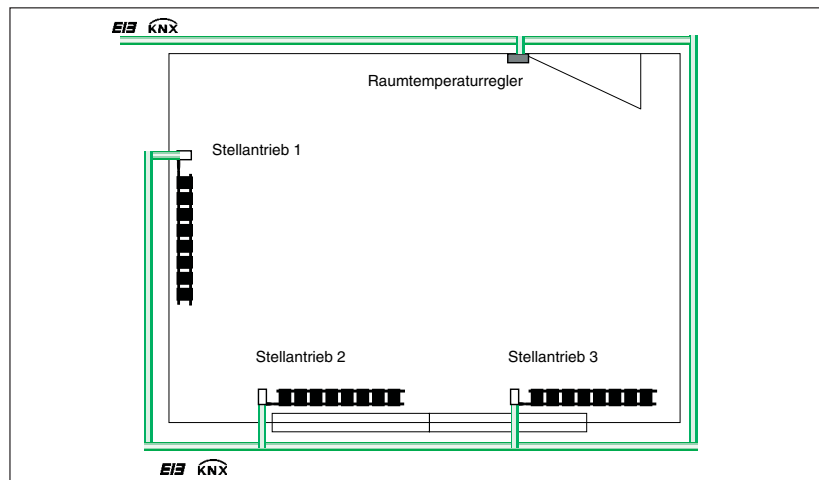 EIB KNX
Raumtemperaturregler
Stellantrieb 1
Stellantrieb 2
Stellantrieb 3
EIB KNX